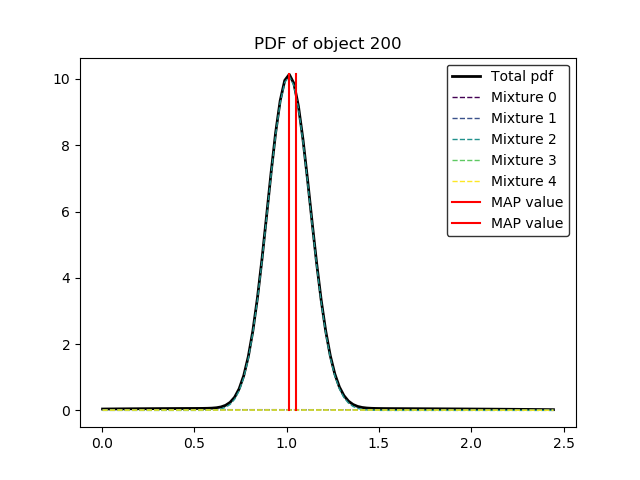 PDF of object 200
Total pdf
Mixture 0
Mixture 1
Mixture 2
Mixture 3
Mixture 4
MAP value
MAP value
10
8
6
4
2
0
0.0 0.5 1.0 1.5 2.0 2.5